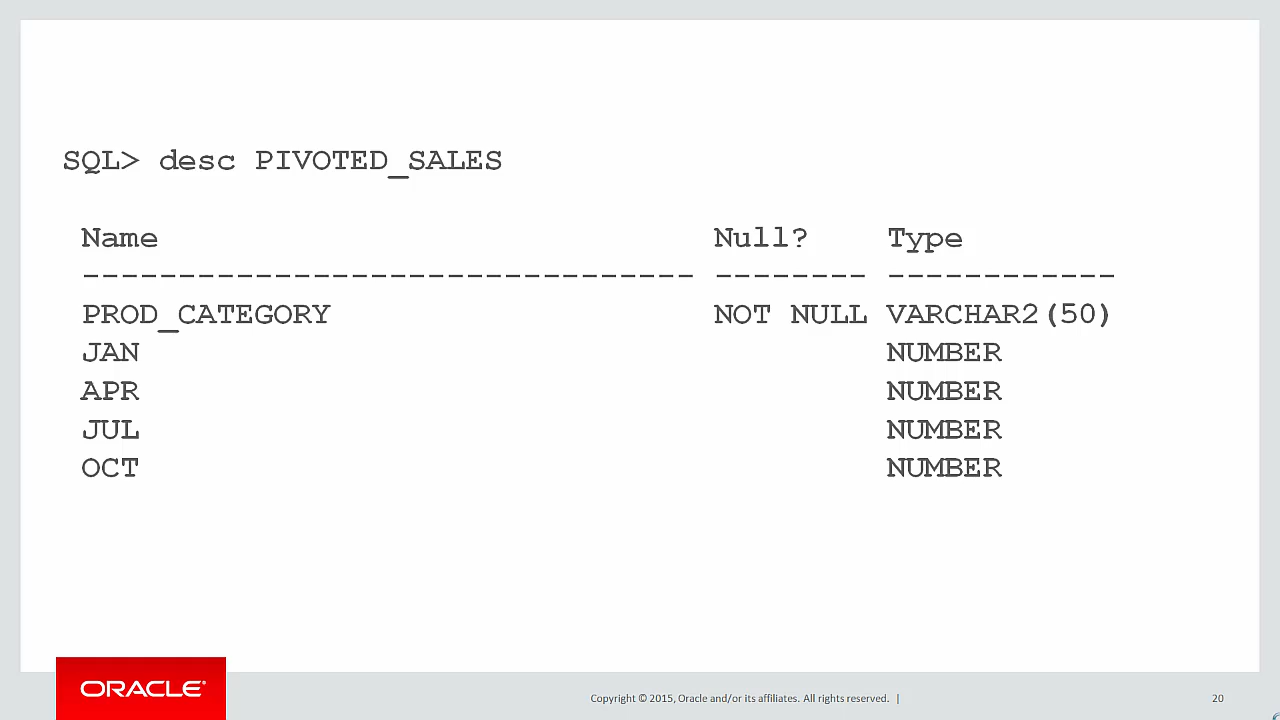 SQL> desc PIVOTED_SALES
Name Null? Type
-------------------------------- -------- ------------
PROD_CATEGORY NOT NULL VARCHAR2(50)
JAN NUMBER
APR NUMBER
JUL NUMBER
OCT NUMBER
ORACLE®
Copyright © 2015, Oracle and/or its affiliates. All rights reserved. |
20